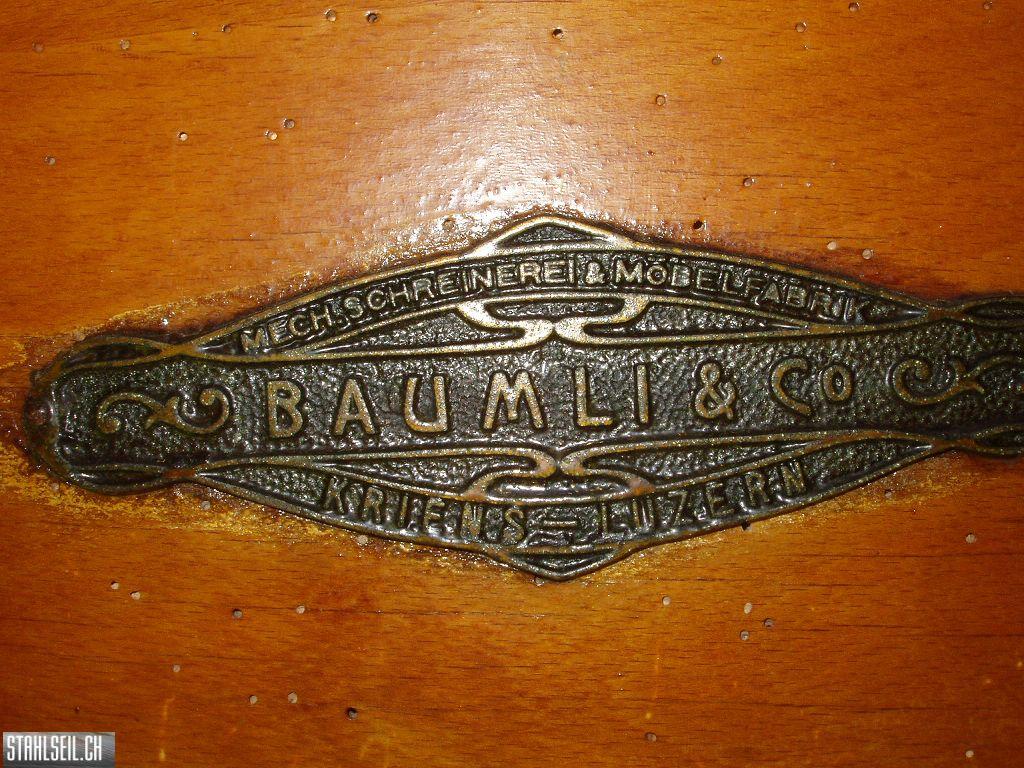 MECH. SCHREINEREI & MÖBELFABRIK
BAUMLI & Co
KRIENS = LUZERN
STAHLSEIL.CH